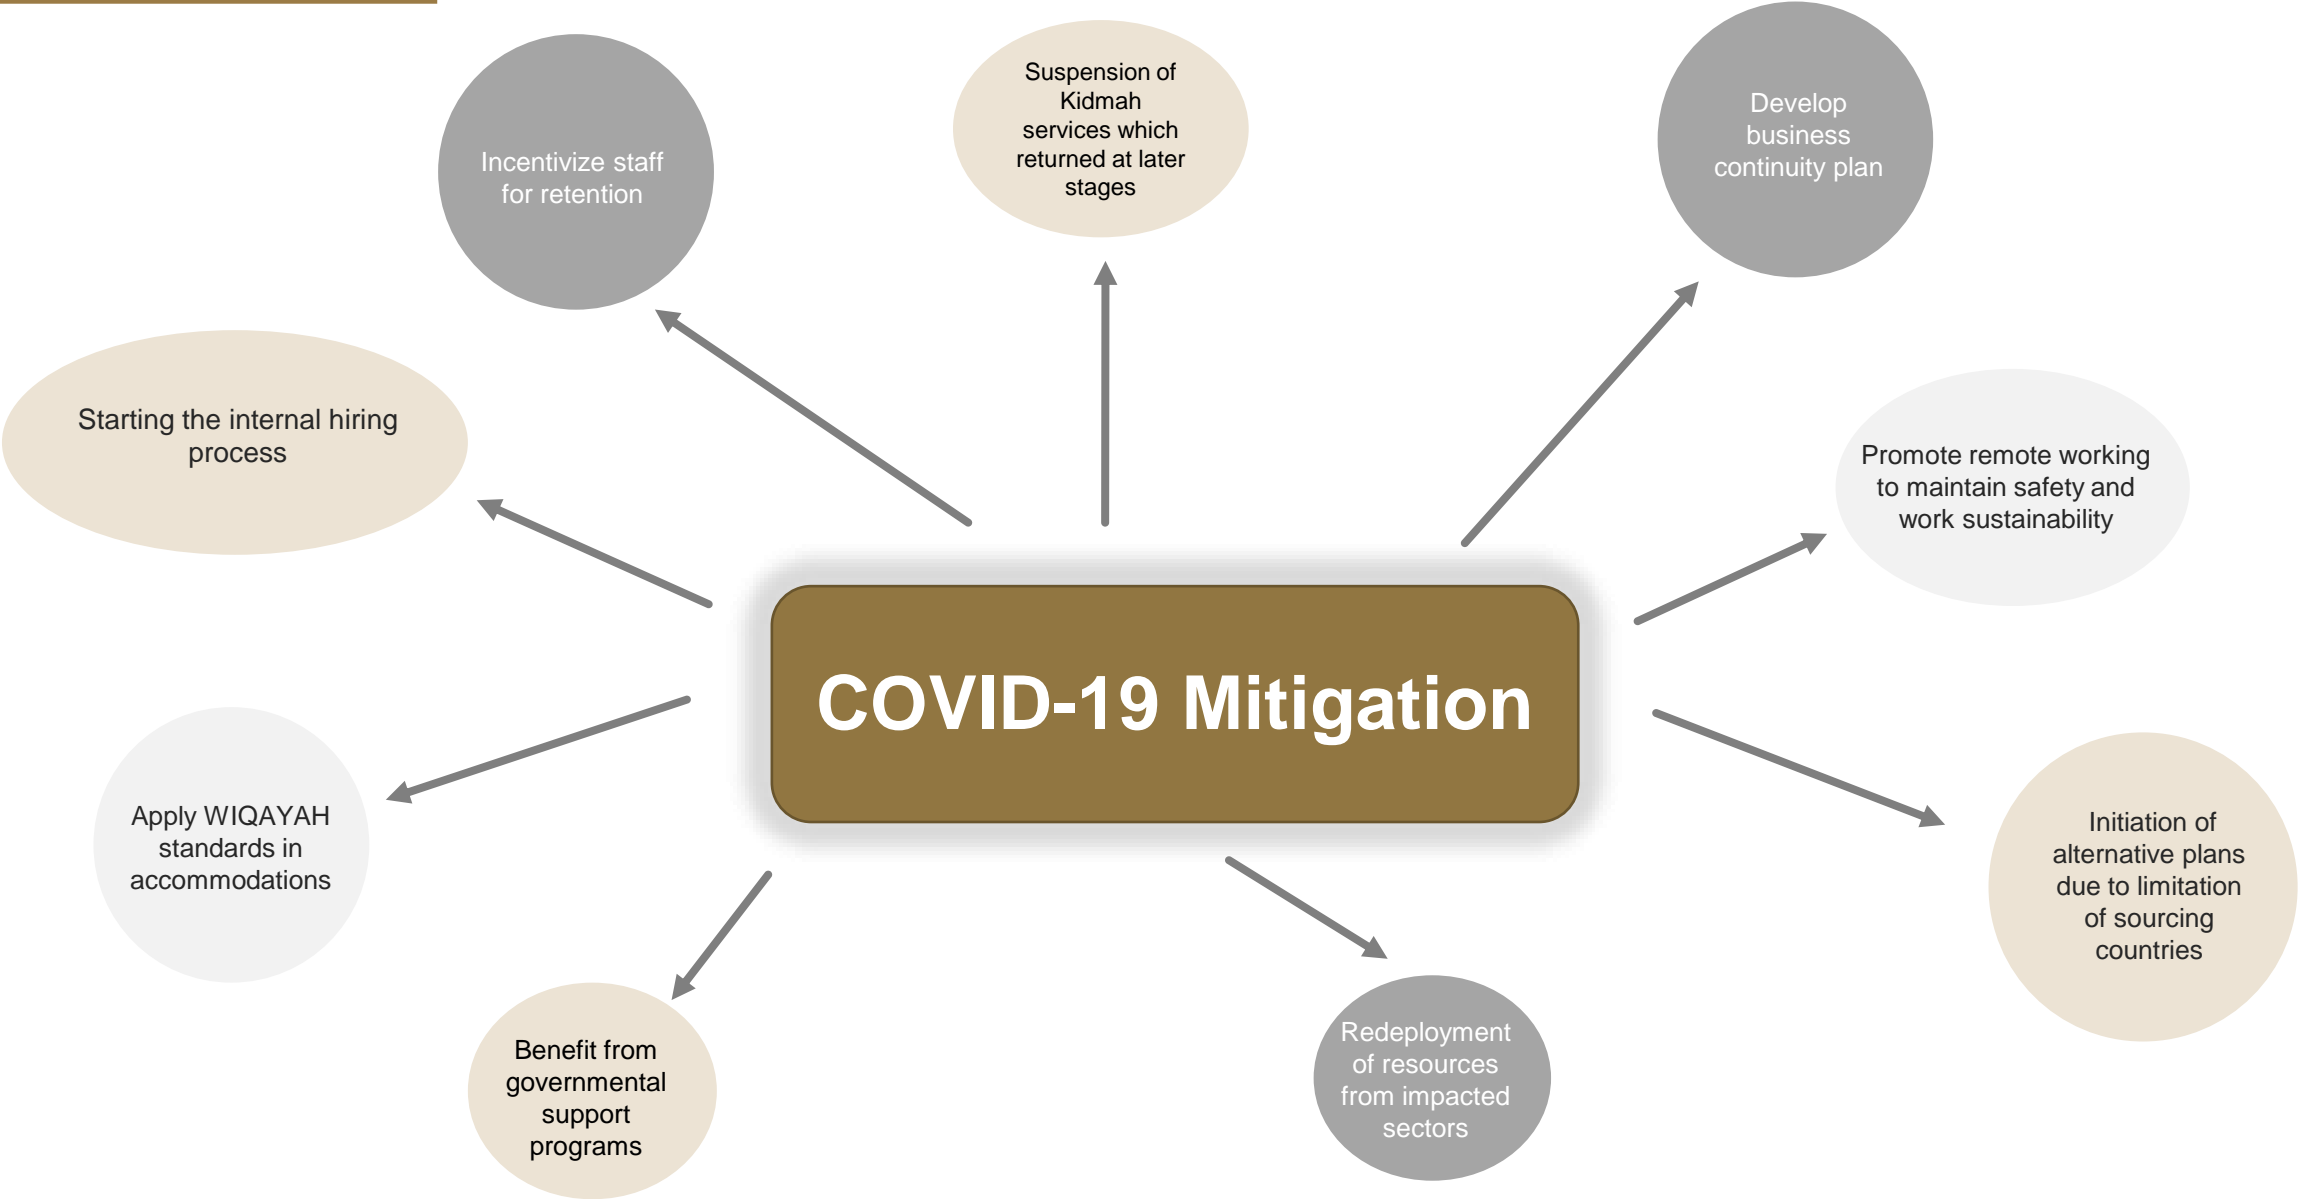 Suspension of
Kidmah
services which
returned at later
stages
Develop
business
continuity plan
Incentivize staff
for retention
Starting the internal hiring
process
Promote remote working
to maintain safety and
work sustainability
COVID-19 Mitigation
Apply WIQAYAH
standards in
accommodations
Initiation of
alternative plans
due to limitation
of sourcing
countries
Benefit from
governmental
support
programs
Redeployment
of resources
from impacted
sectors